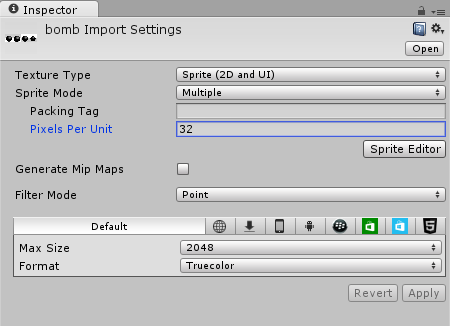 Inspector
bomb Import Settings
Open
Texture Type Sprite (2D and UI)
Sprite Mode Multiple
Packing Tag
Pixels Per Unit 32
Sprite Editor
Generate Mip Maps
Filter Mode Point
Default
Max Size 2048
Format Truecolor
Revert Apply